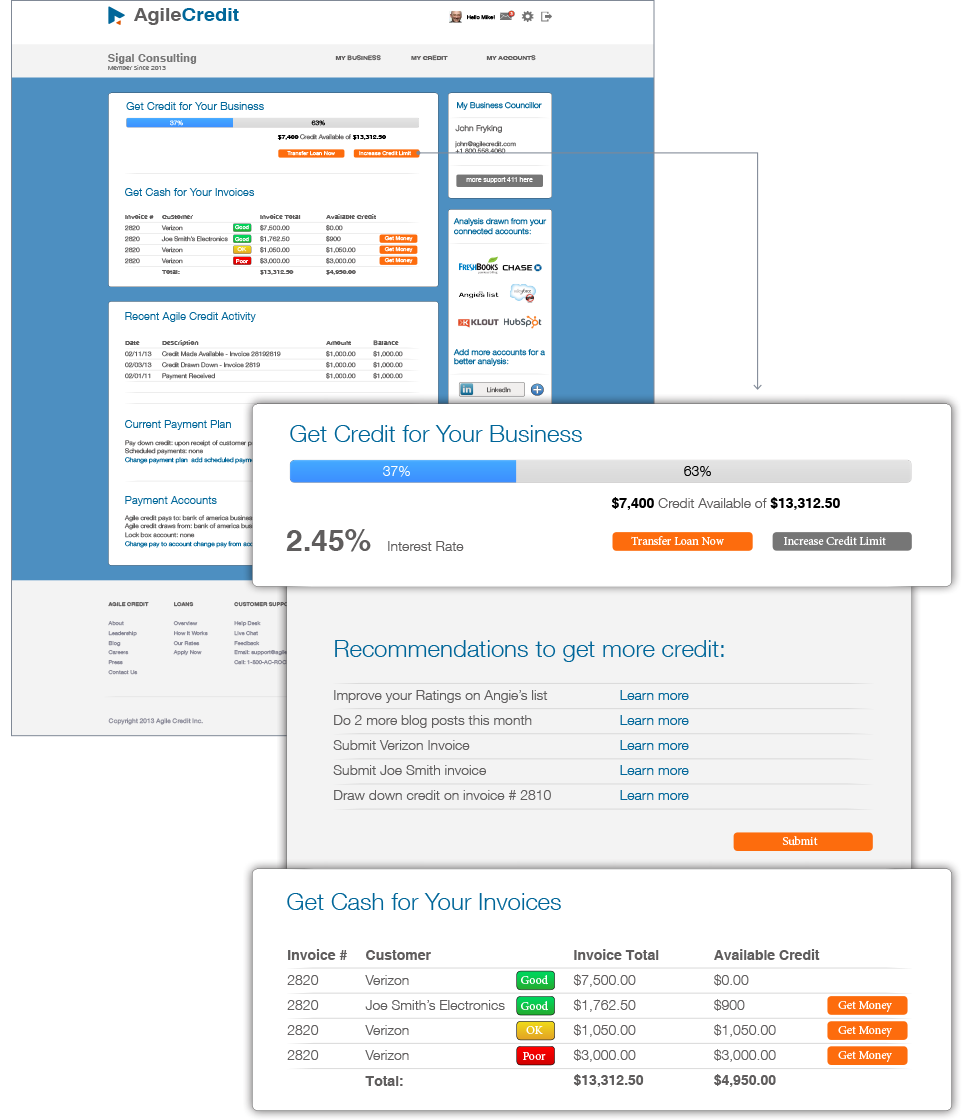 AgileCredit
Hello Mike!
Sigal Consulting
Member Since 2013
MY BUSINESS MY CREDIT MY ACCOUNTS
Get Credit for Your Business
37% 63%
$7,400 Credit Available of $13,312.50
Transfer Loan Now Increase Credit Limit
Get Cash for Your Invoices
Invoice # Customer Invoice Total Available Credit
2820 Verizon Good $7,500.00 $0.00
2820 Joe Smith's Electronics Good $1,762.50 $900 Get Money
2820 Verizon OK $1,050.00 $1,050.00 Get Money
2820 Verizon Poor $3,000.00 $3,000.00 Get Money
Total: $13,312.50 $4,950.00
My Business Councillor
John Fryking
john@agilecredit.com
+1 800 558 4060
more support 411 here
Analysis drawn from your
connected accounts:
FRESHBOOKS CHASE
Angie's list salesforce
KLOUT HubSpot
Add more accounts for a
better analysis:
in LinkedIn
Recent Agile Credit Activity
Date Description Amount Balance
02/11/13 Credit Made Available - Invoice 28192819 $1,000.00 $1,000.00
02/03/13 Credit Drawn Down - Invoice 2819 $1,000.00 $1,000.00
02/01/11 Payment Received $1,000.00 $1,000.00
Current Payment Plan
Pay down credit: upon receipt of customer p
Scheduled payments: none
Change payment plan add scheduled paym
Payment Accounts
Agile credit pays to: bank of america busines
Agile credit draws from: bank of america bus
Lock box account: none
Change pay to account change pay from acc
AGILE CREDIT LOANS CUSTOMER SUPPO
About Overview Help Desk
Leadership How It Works Live Chat
Blog Our Rates Feedback
Careers Apply Now Email: support@agile
Press Call: 1-800-AC-ROC
Contact Us
Copyright 2013 Agile Credit Inc.
Get Credit for Your Business
37% 63%
$7,400 Credit Available of $13,312.50
2.45% Interest Rate Transfer Loan Now Increase Credit Limit
Recommendations to get more credit:
Improve your Ratings on Angie's list Learn more
Do 2 more blog posts this month Learn more
Submit Verizon Invoice Learn more
Submit Joe Smith invoice Learn more
Draw down credit on invoice # 2810 Learn more
Submit
Get Cash for Your Invoices
Invoice # Customer Invoice Total Available Credit
2820 Verizon Good $7,500.00 $0.00
2820 Joe Smith's Electronics Good $1,762.50 $900 Get Money
2820 Verizon OK $1,050.00 $1,050.00 Get Money
2820 Verizon Poor $3,000.00 $3,000.00 Get Money
Total: $13,312.50 $4,950.00